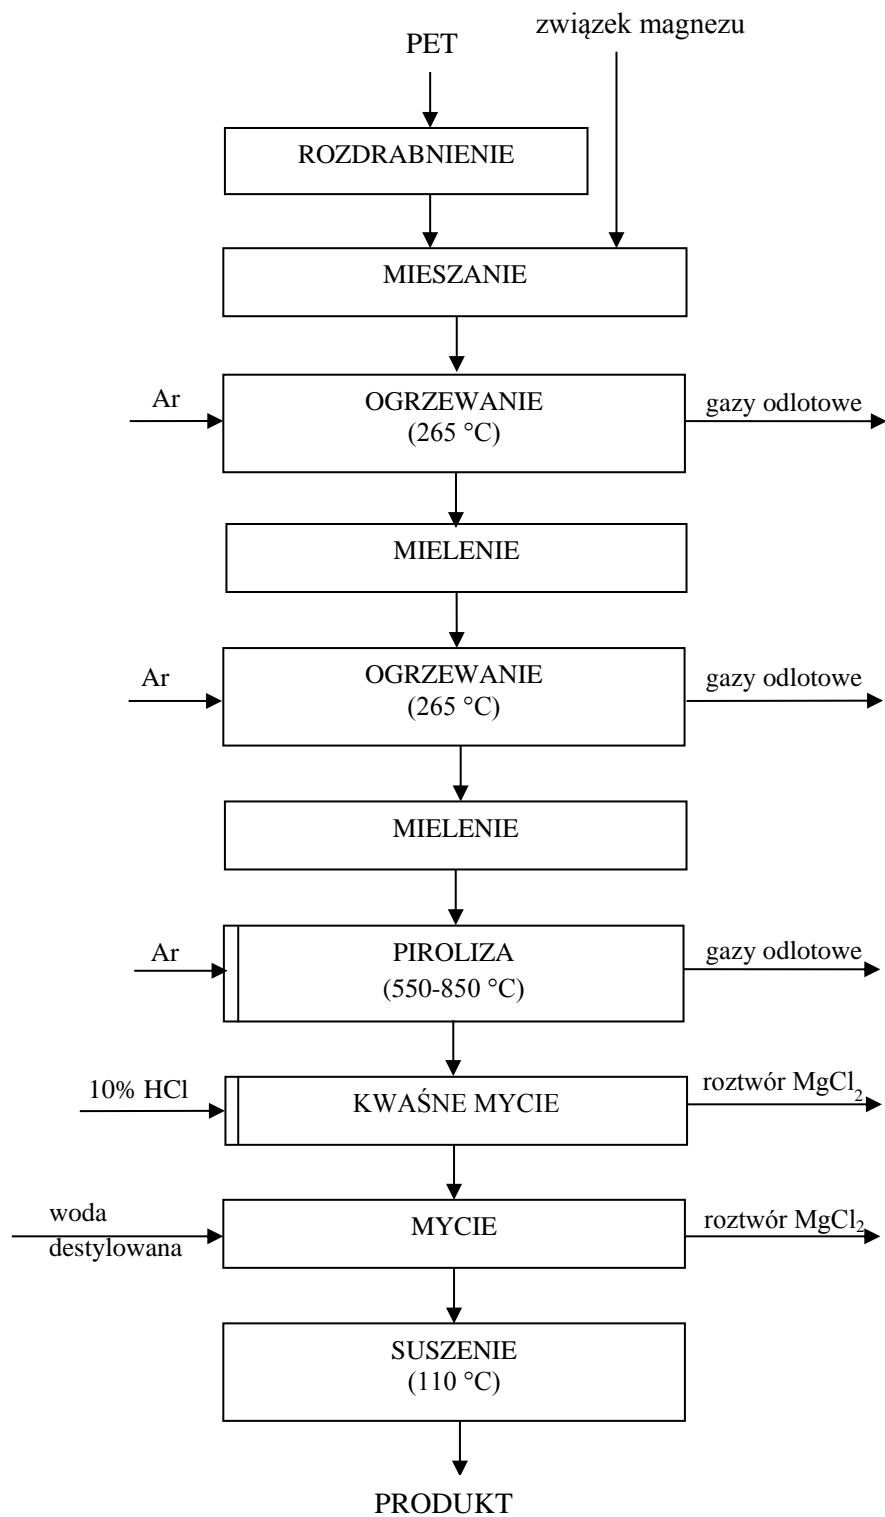 związek magnezu
PET
ROZDRABNIENIE
MIESZANIE
Ar
OGRZEWANIE
(265 °C)
gazy odlotowe
MIELENIE
Ar
OGRZEWANIE
(265 °C)
gazy odlotowe
MIELENIE
Ar
PIROLIZA
(550-850 °C)
gazy odlotowe
10% HCl
KWAŚNE MYCIE
roztwór MgCl₂
woda
destylowana
MYCIE
roztwór MgCl₂
SUSZENIE
(110 °C)
PRODUKT